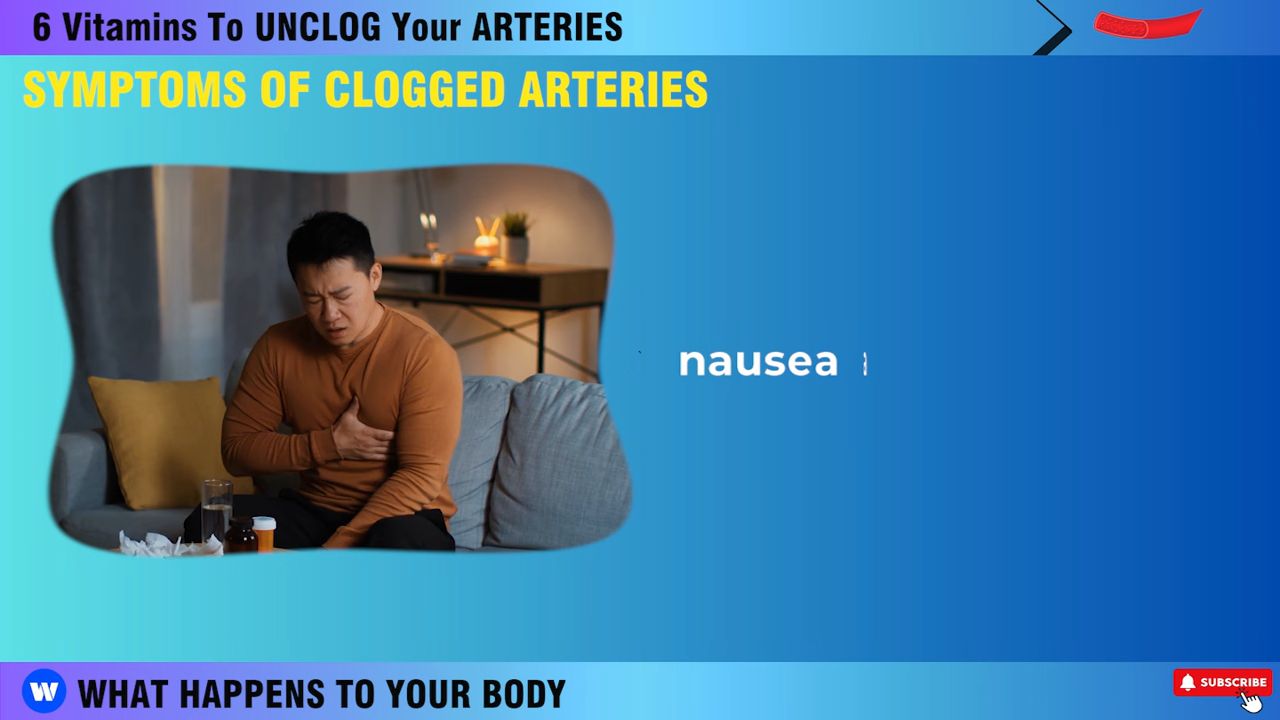 6 Vitamins To UNCLOG Your ARTERIES
SYMPTOMS OF CLOGGED ARTERIES
nausea
W WHAT HAPPENS TO YOUR BODY
SUBSCRIBE